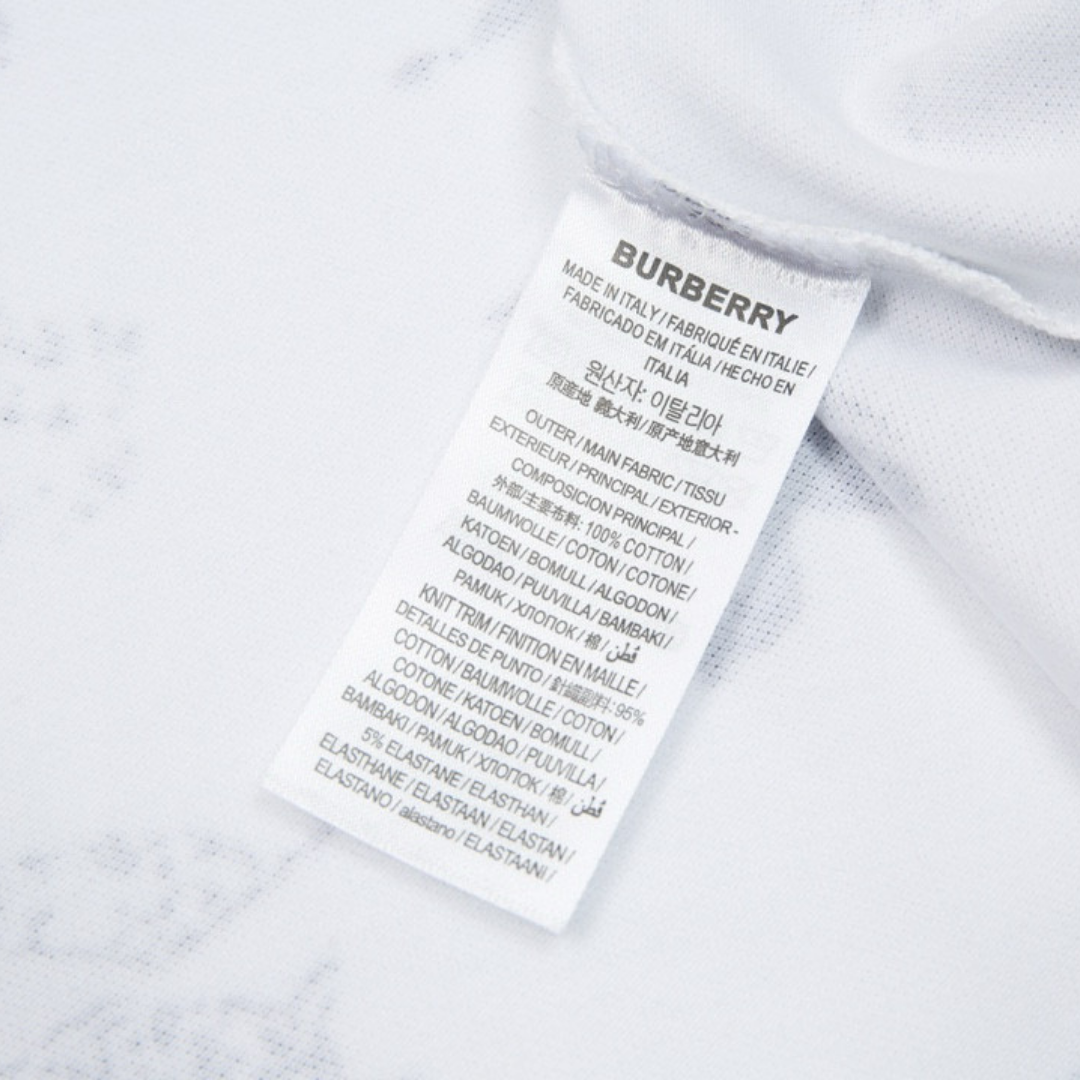 BURBERRY
MADE IN ITALY / FABRIQUÉ EN ITALIE /
FABRICADO EM ITÁLIA / HECHO EN
ITALIA
원산자: 이탈리아
原産地 義大利/原产地意大利
OUTER / MAIN FABRIC / TISSU
EXTERIEUR / PRINCIPAL / EXTERIOR-
COMPOSICION PRINCIPAL /
外部/主要布料: 100% COTTON /
BAUMWOLLE / COTON / COTONE /
KATOEN / BOMULL / ALGODON /
ALGODAO / PUUVILLA / BAMBAKI /
PAMUK / ХЛОПОК / 棉 / قطن
KNIT TRIM / FINITION EN MAILLE /
DETALLES DE PUNTO / 針織副料: 95%
COTTON / BAUMWOLLE / COTON /
COTONE / KATOEN / BOMULL /
ALGODON / ALGODAO / PUUVILLA /
BAMBAKI / PAMUK / ХЛОПОК / 棉 / قطن
5% ELASTANE / ELASTHAN /
ELASTHANE / ELASTAAN / ELASTAN /
ELASTANO / alastano / ELASTAANI /